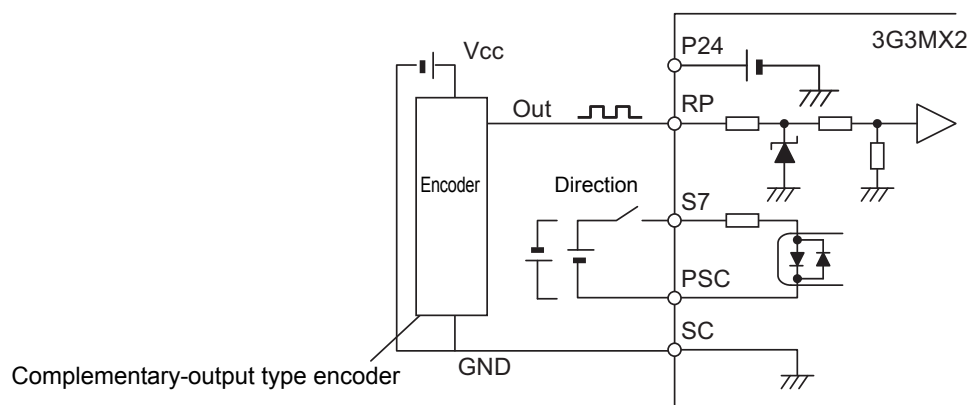 3G3MX2
P24
Vcc
RP
Out
Encoder
Direction
S7
PSC
SC
GND
Complementary-output type encoder